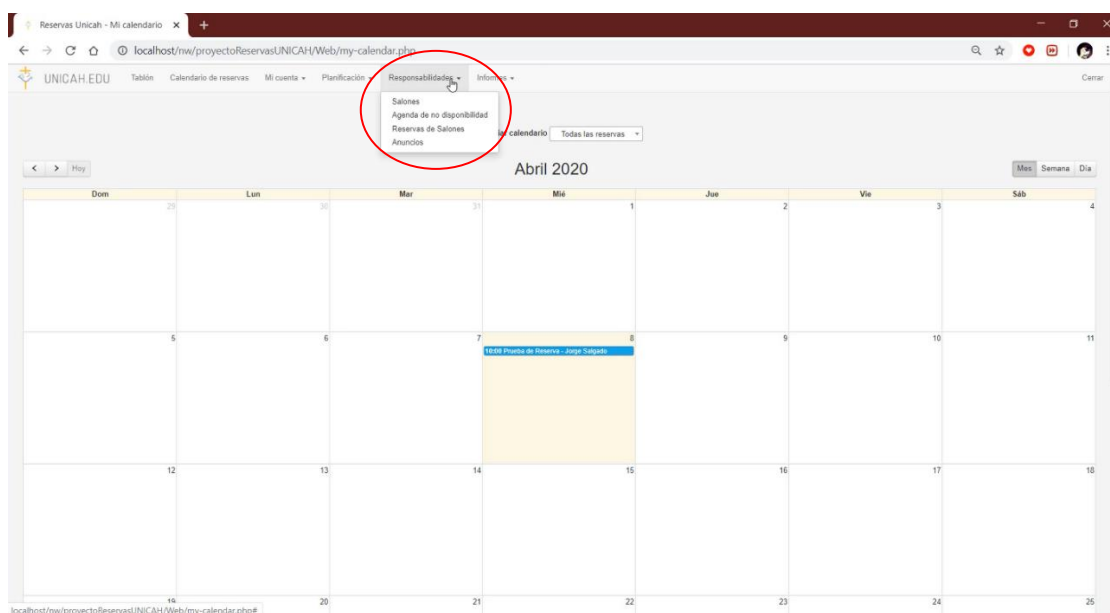 Reservas Unicah - Mi calendario
localhost/nw/proyectoReservasUNICAH/Web/my-calendar.php
UNICAH.EDU Tablón Calendario de reservas Mi cuenta Planificación Responsabilidades Informes Cerrar
Salones
Agenda de no disponibilidad
Reservas de Salones
Anuncios
calendario Todas las reservas
Hoy Abril 2020 Mes Semana Día
Dom Lun Mar Mié Jue Vie Sáb
29 30 31 1 2 3 4
5 6 7 8 9 10 11
10:00 Prueba de Reserva - Jorge Salgado
12 13 14 15 16 17 18
19 20 21 22 23 24 25
localhost/nw/proyectoReservasUNICAH/Web/my-calendar.php#